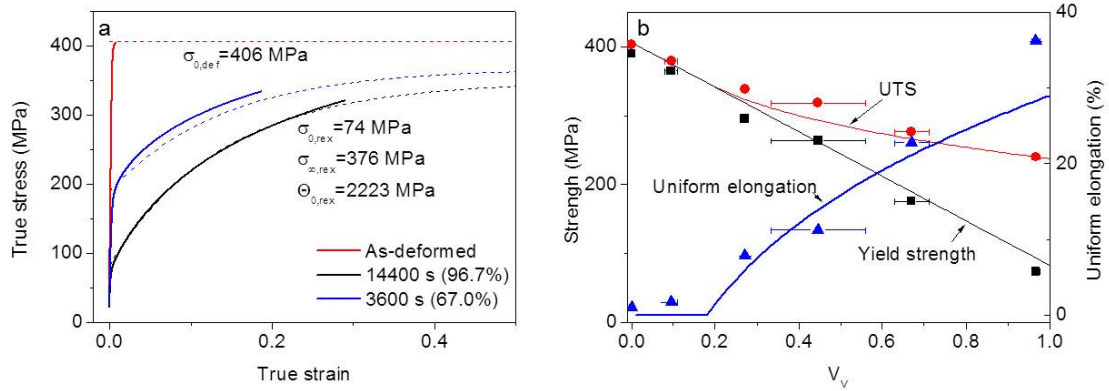 a
σ0,def=406 MPa
σ0,rex=74 MPa
σ∞,rex=376 MPa
Θ0,rex=2223 MPa
As-deformed
14400 s (96.7%)
3600 s (67.0%)
True stress (MPa)
0
100
200
300
400
0.0
0.2
0.4
True strain
b
UTS
Uniform elongation
Yield strength
Strengh (MPa)
0
200
400
0.0
0.2
0.4
0.6
0.8
1.0
VV
0
20
40
Uniform elongation (%)